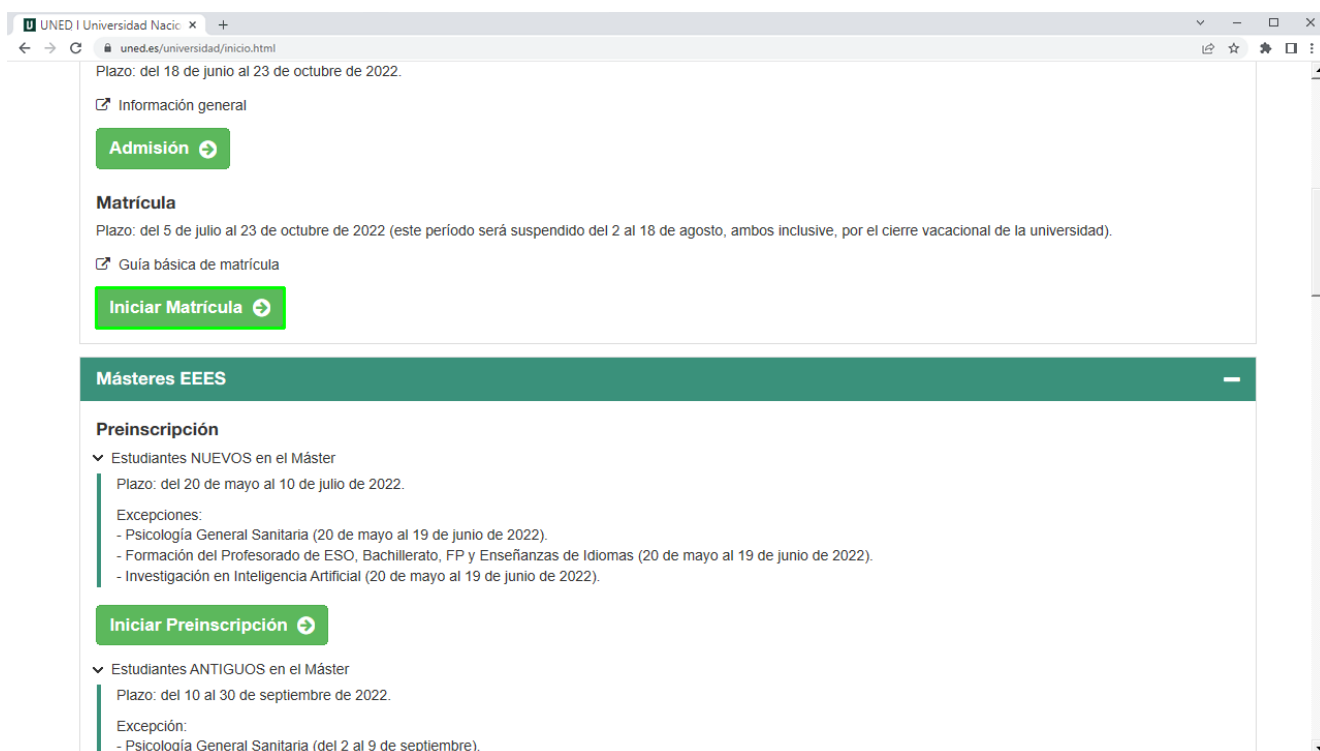 UNED I Universidad Nacic
uned.es/universidad/inicio.html
Plazo: del 18 de junio al 23 de octubre de 2022.
Información general
Admisión
Matrícula
Plazo: del 5 de julio al 23 de octubre de 2022 (este período será suspendido del 2 al 18 de agosto, ambos inclusive, por el cierre vacacional de la universidad).
Guía básica de matrícula
Iniciar Matrícula
Másteres EEES
Preinscripción
Estudiantes NUEVOS en el Máster
Plazo: del 20 de mayo al 10 de julio de 2022.
Excepciones:
- Psicología General Sanitaria (20 de mayo al 19 de junio de 2022).
- Formación del Profesorado de ESO, Bachillerato, FP y Enseñanzas de Idiomas (20 de mayo al 19 de junio de 2022).
- Investigación en Inteligencia Artificial (20 de mayo al 19 de junio de 2022).
Iniciar Preinscripción
Estudiantes ANTIGUOS en el Máster
Plazo: del 10 al 30 de septiembre de 2022.
Excepción:
- Psicología General Sanitaria (del 2 al 9 de septiembre).